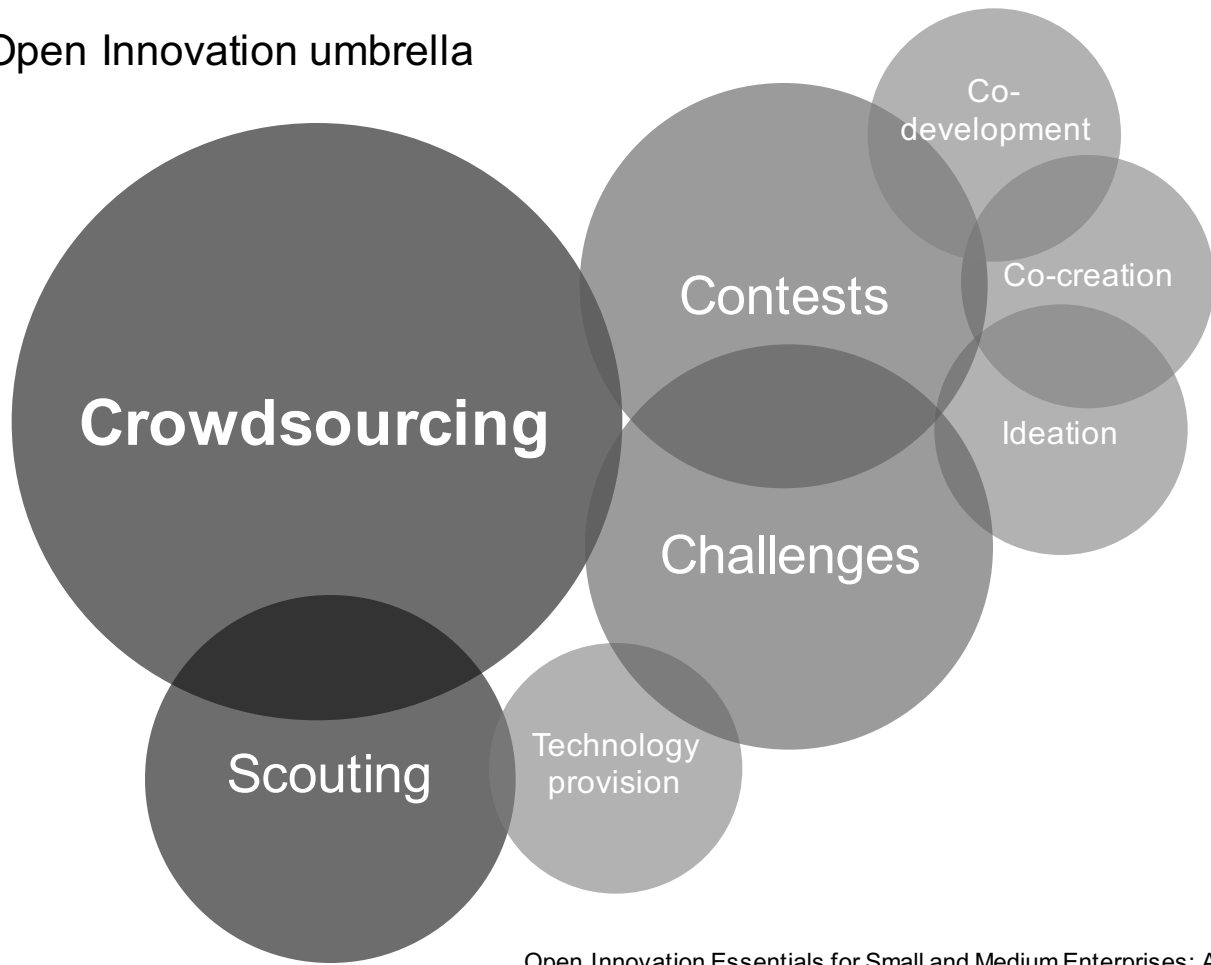 Open Innovation umbrella
Co-
development
Contests
Co-creation
Crowdsourcing
Ideation
Challenges
Scouting
Technology
provision
Open Innovation Essentials for Small and Medium Enterprises: A